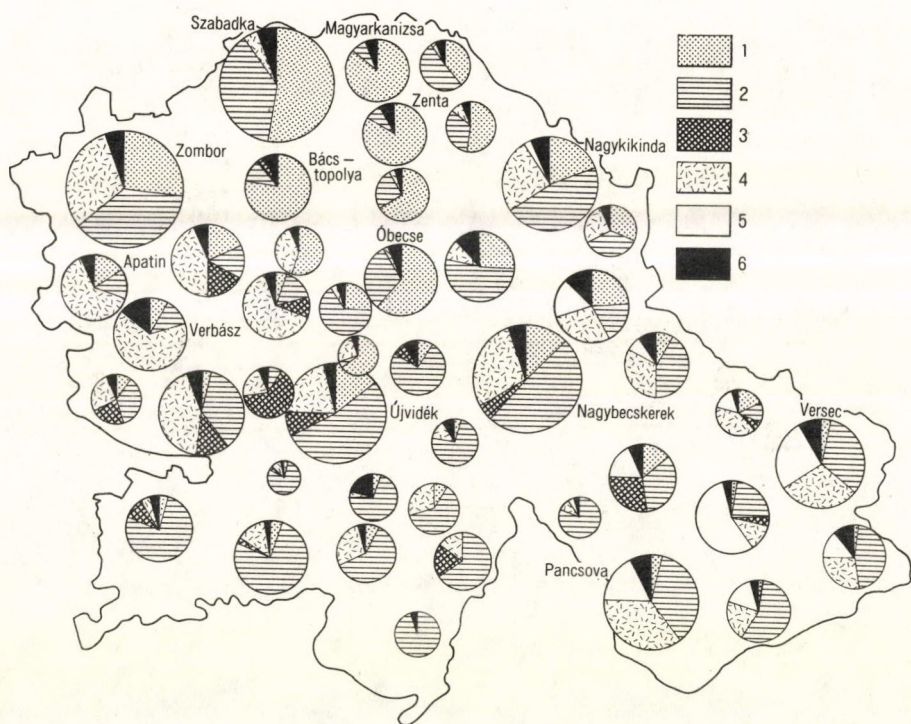 Szabadka
Magyarkanizsa
1
2
Zenta
3
Zombor
Bács –
topolya
Nagykikinda
4
5
Óbecse
6
Apatin
Verbász
Újvidék
Nagybecskerek
Versec
Pancsova